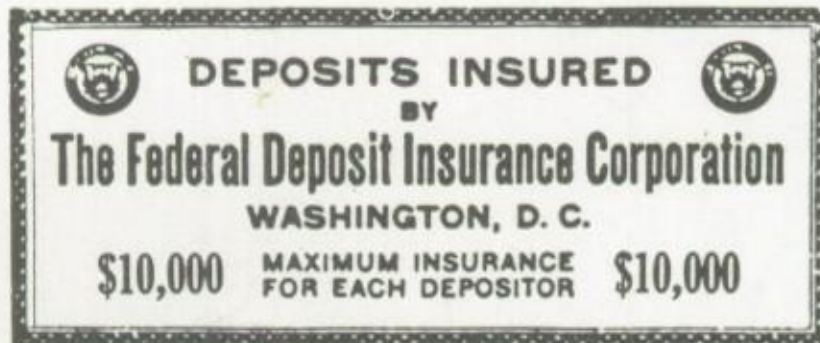 DEPOSITS INSURED
BY
The Federal Deposit Insurance Corporation
WASHINGTON, D. C.
$10,000 MAXIMUM INSURANCE FOR EACH DEPOSITOR $10,000